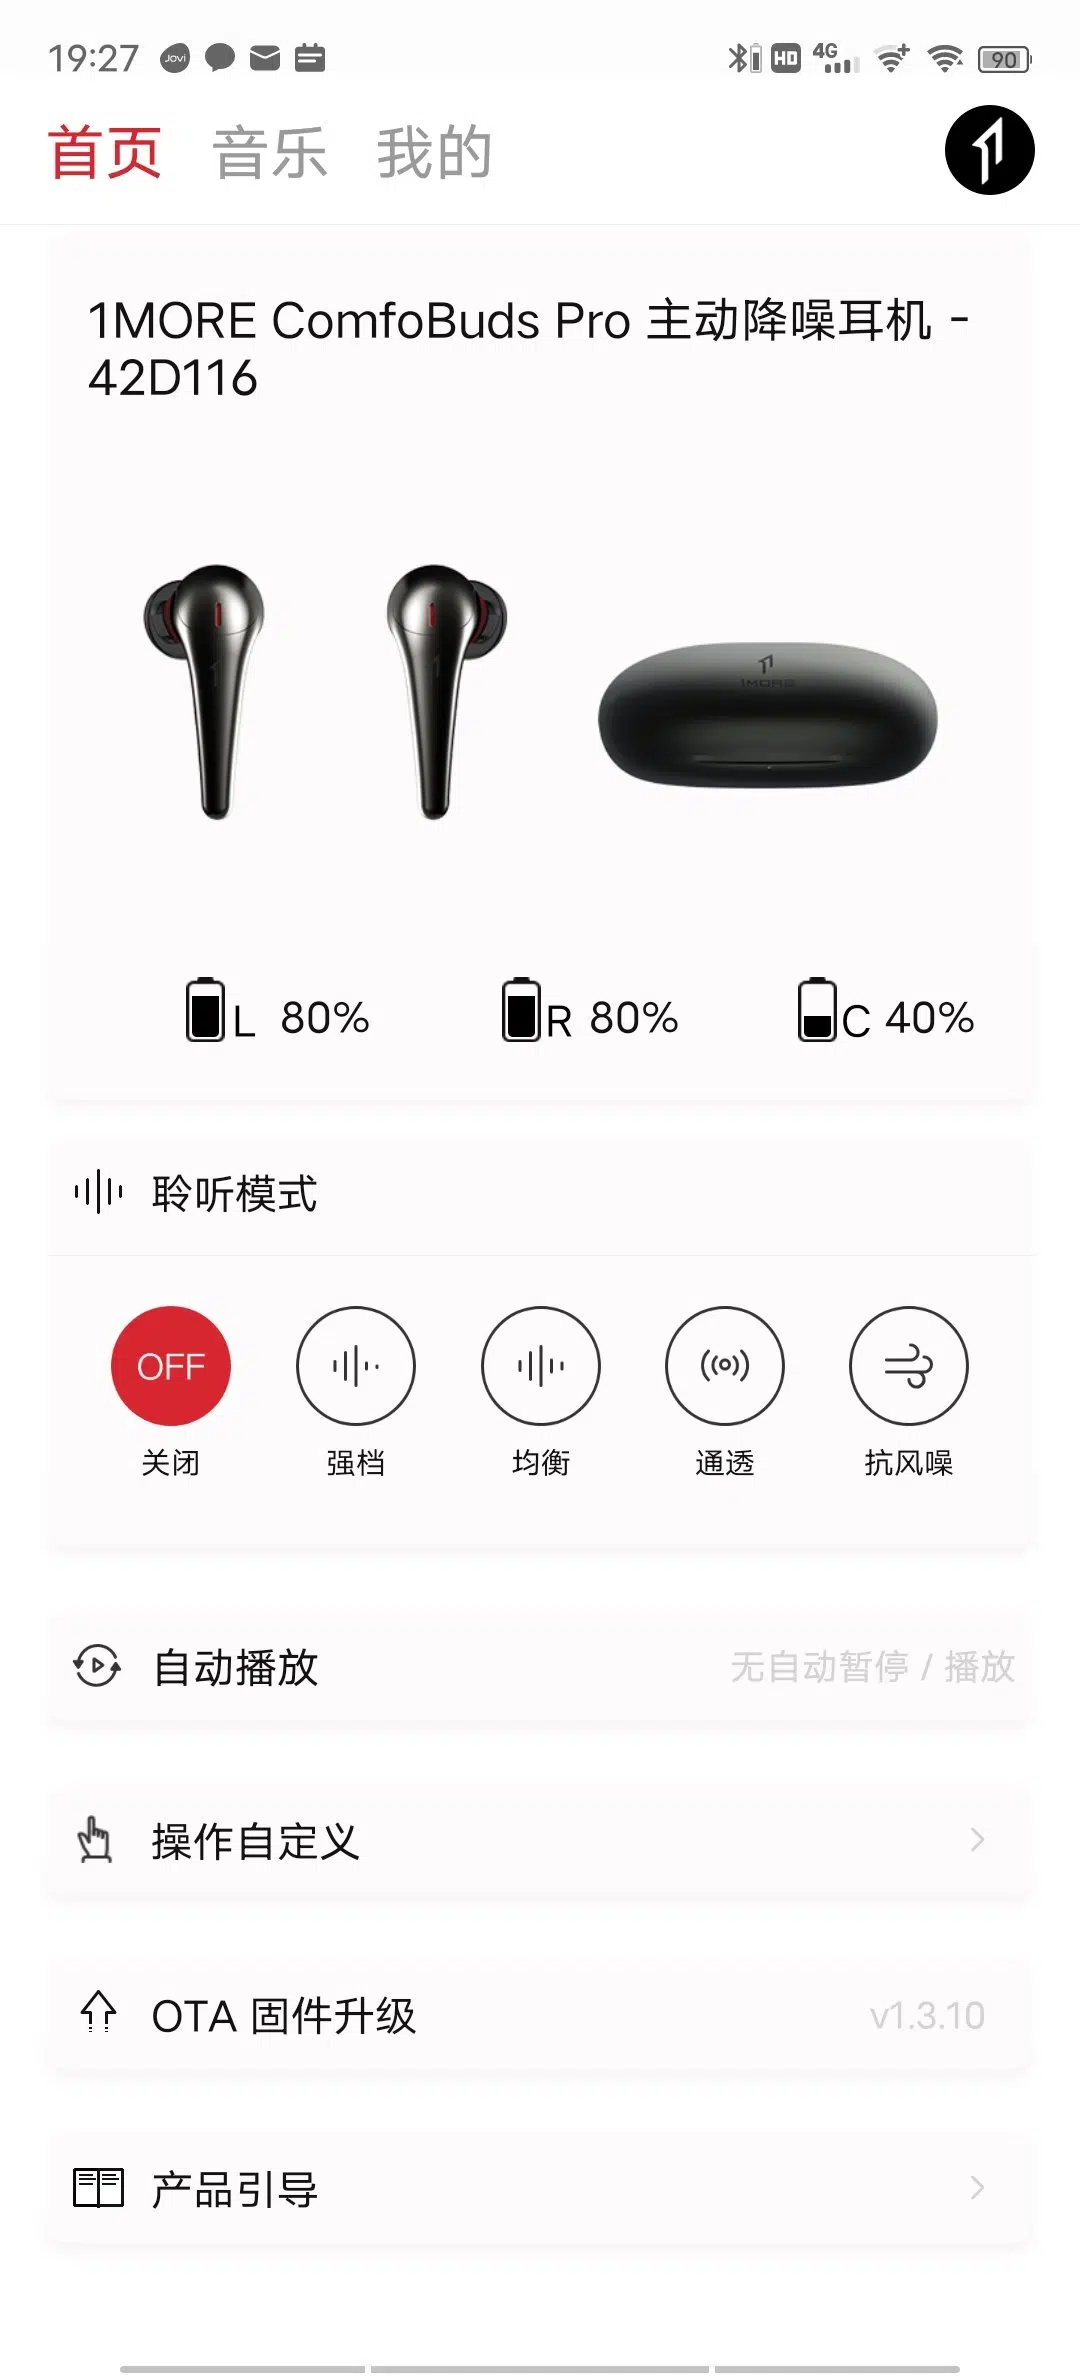 19:27
Jovi
HD
4G
90
首页 音乐 我的
1MORE ComfoBuds Pro 主动降噪耳机 -
42D116
1MORE
L 80% R 80% C 40%
聆听模式
OFF
关闭 强档 均衡 通透 抗风噪
自动播放 无自动暂停 / 播放
操作自定义
OTA 固件升级 v1.3.10
产品引导